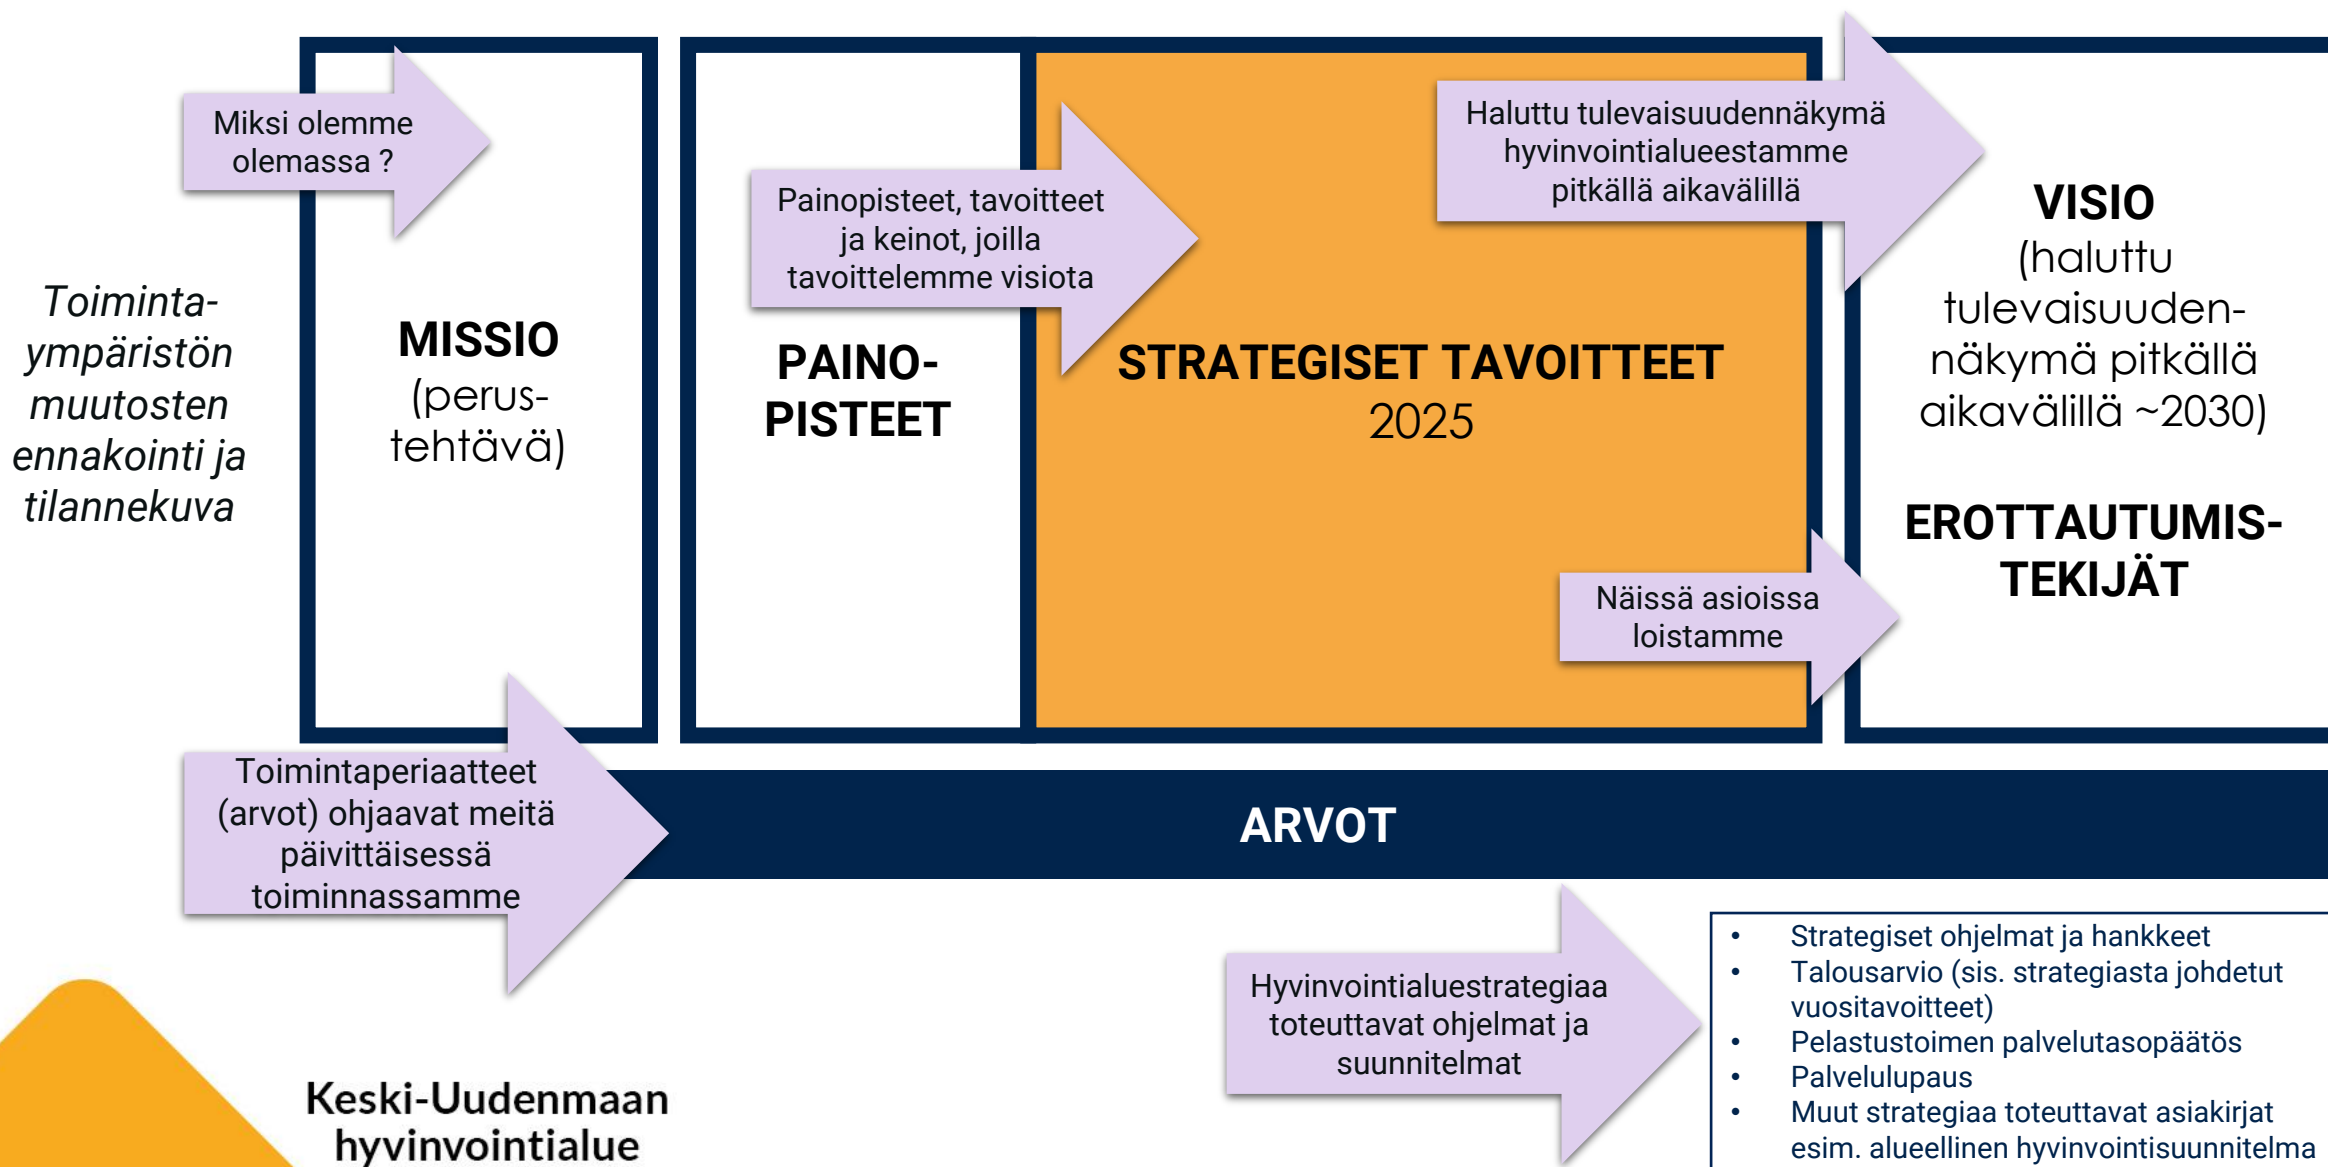 Toiminta-
ympäristön
muutosten
ennakointi ja
tilannekuva
Miksi olemme
olemassa ?
MISSIO
(perus-
tehtävä)
Painopisteet, tavoitteet
ja keinot, joilla
tavoittelemme visiota
PAINO-
PISTEET
STRATEGISET TAVOITTEET
2025
Haluttu tulevaisuudennäkymä
hyvinvointialueestamme
pitkällä aikavälillä
VISIO
(haluttu
tulevaisuuden-
näkymä pitkällä
aikavälillä ~2030)
EROTTAUTUMIS-
TEKIJÄT
Näissä asioissa
loistamme
Toimintaperiaatteet
(arvot) ohjaavat meitä
päivittäisessä
toiminnassamme
ARVOT
Hyvinvointialuestrategiaa
toteuttavat ohjelmat ja
suunnitelmat
• Strategiset ohjelmat ja hankkeet
• Talousarvio (sis. strategiasta johdetut
vuositavoitteet)
• Pelastustoimen palvelutasopäätös
• Palvelulupaus
• Muut strategiaa toteuttavat asiakirjat
esim. alueellinen hyvinvointisuunnitelma
Keski-Uudenmaan
hyvinvointialue